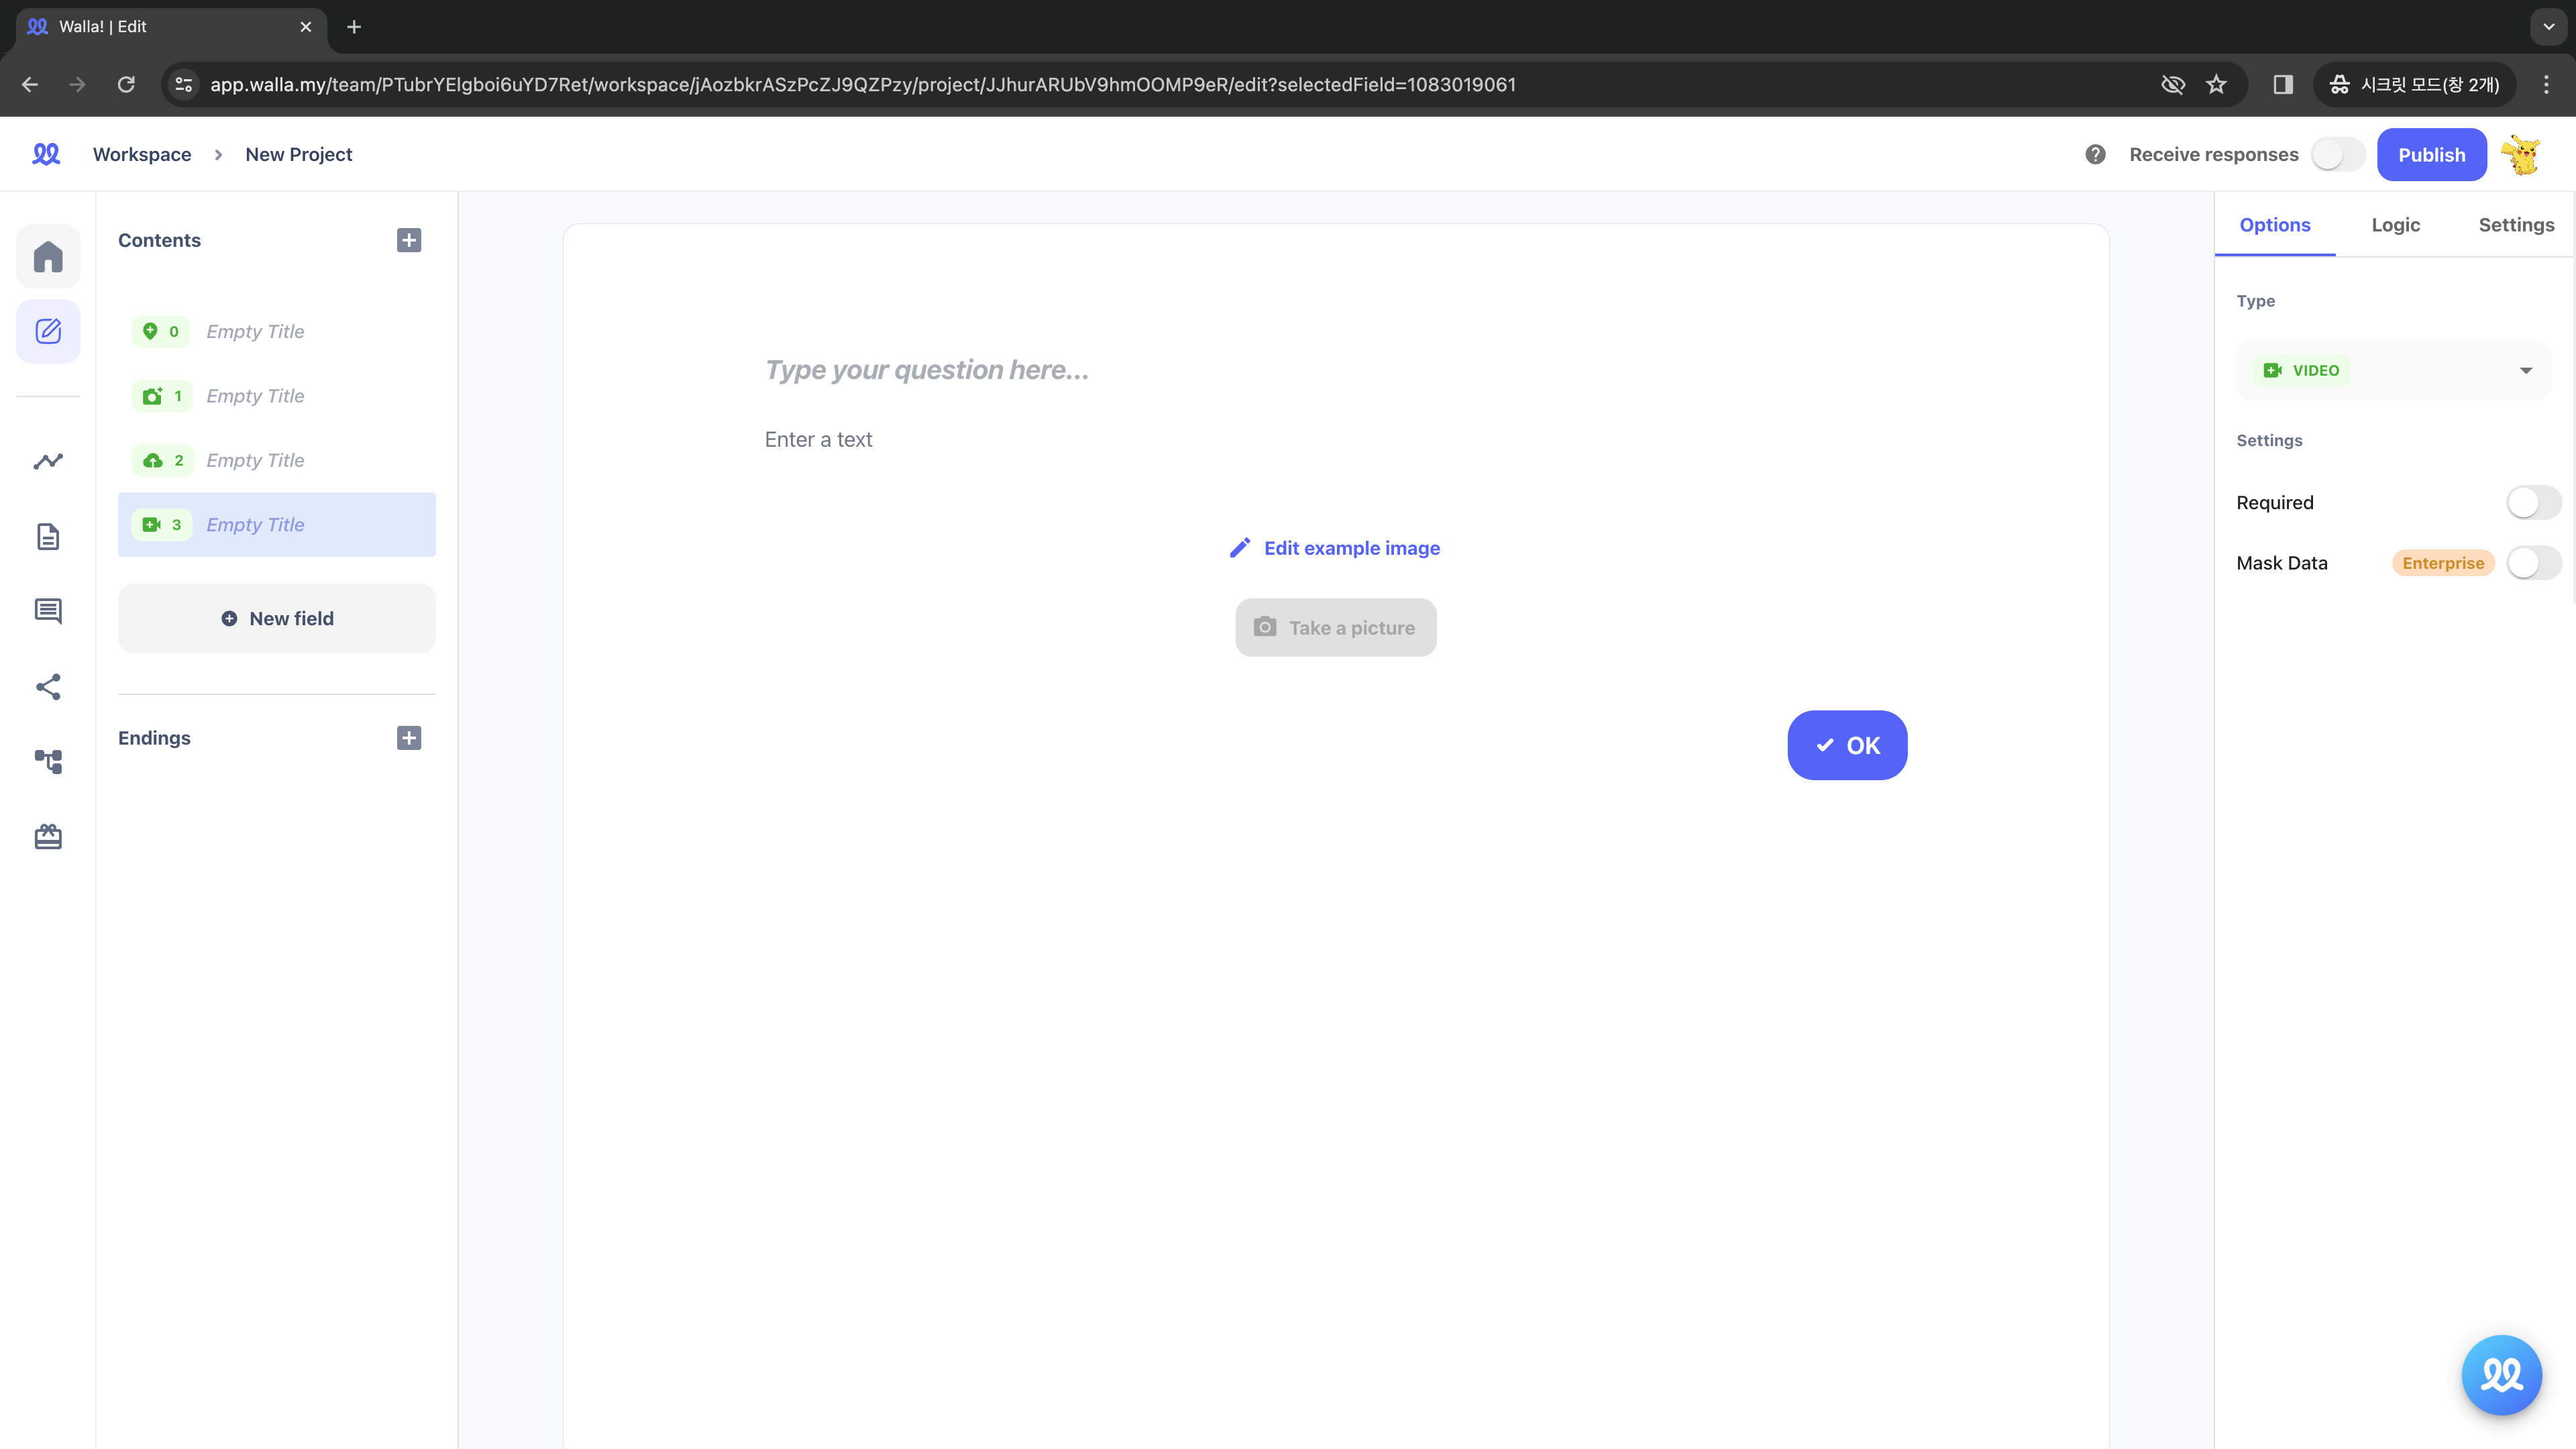 Walla! | Edit
app.walla.my/team/PTubrYElgboi6uYD7Ret/workspace/jAozbkrASzPcZJ9QZPzy/project/JJhurARUbV9hmOOMP9eR/edit?selectedField=1083019061
시크릿 모드(창 2개)
Workspace > New Project
Receive responses
Publish
Contents
0 Empty Title
1 Empty Title
2 Empty Title
3 Empty Title
New field
Endings
Type your question here...
Enter a text
Edit example image
Take a picture
OK
Options
Logic
Settings
Type
VIDEO
Settings
Required
Mask Data
Enterprise